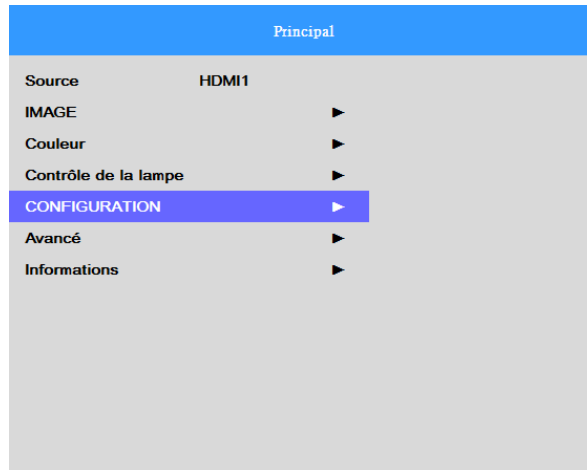 Principal
Source HDMI1
IMAGE
Couleur
Contrôle de la lampe
CONFIGURATION
Avancé
Informations